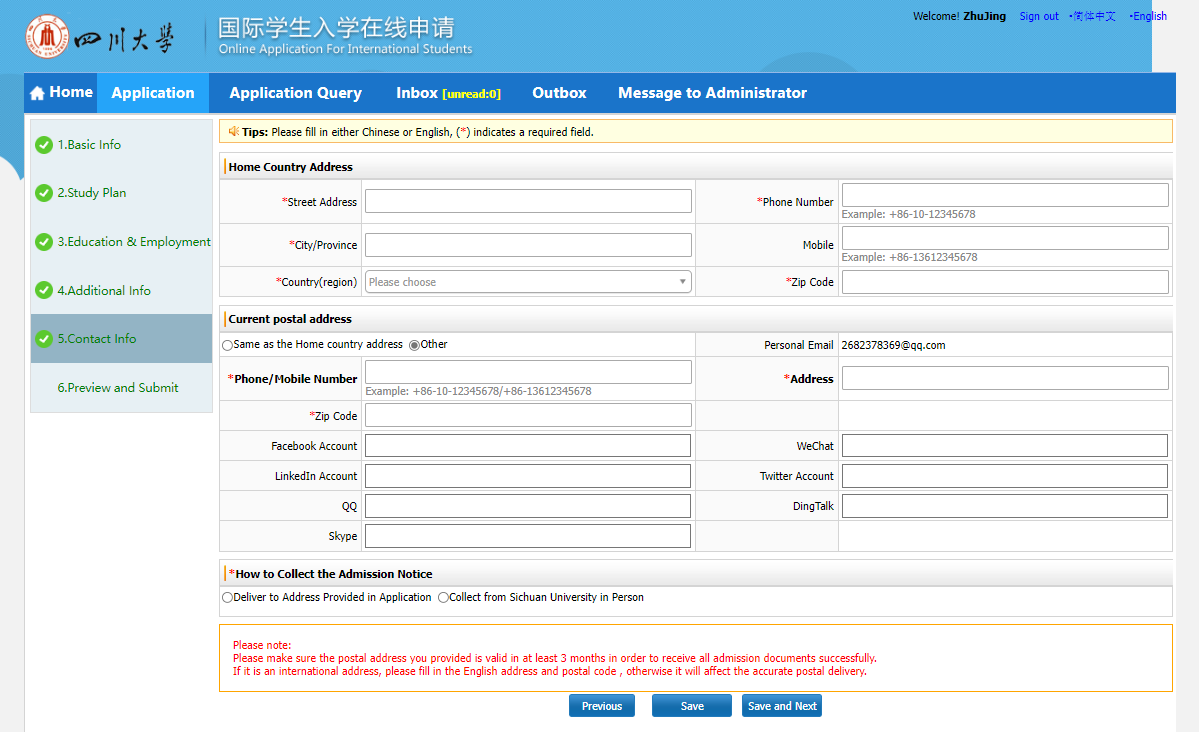 四川大学
国际学生入学在线申请
Online Application For International Students
Welcome! ZhuJing Sign out •简体中文 •English
Home Application Application Query Inbox [unread:0] Outbox Message to Administrator
1.Basic Info
2.Study Plan
3.Education & Employment
4.Additional Info
5.Contact Info
6.Preview and Submit
Tips: Please fill in either Chinese or English, (*) indicates a required field.
Home Country Address
*Street Address *Phone Number
Example: +86-10-12345678
*City/Province Mobile
Example: +86-13612345678
*Country(region) Please choose *Zip Code
Current postal address
Same as the Home country address Other Personal Email 2682378369@qq.com
*Phone/Mobile Number *Address
Example: +86-10-12345678/+86-13612345678
*Zip Code
Facebook Account WeChat
LinkedIn Account Twitter Account
QQ DingTalk
Skype
*How to Collect the Admission Notice
Deliver to Address Provided in Application Collect from Sichuan University in Person
Please note:
Please make sure the postal address you provided is valid in at least 3 months in order to receive all admission documents successfully.
If it is an international address, please fill in the English address and postal code , otherwise it will affect the accurate postal delivery.
Previous Save Save and Next